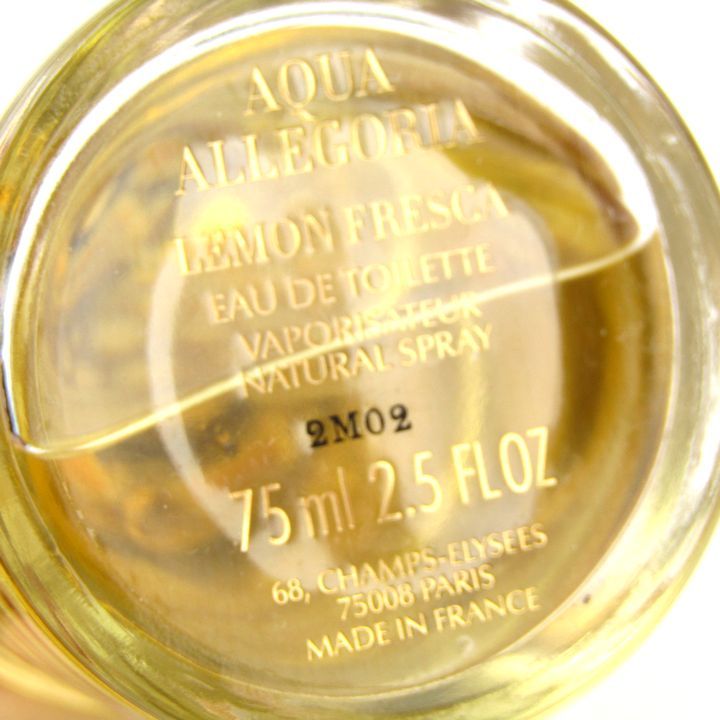 AQUA
ALLEGORIA
LEMON FRESCA
EAU DE TOILETTE
VAPORISATEUR
NATURAL SPRAY
2M02
75 ml 2.5 FL OZ
68, CHAMPS-ELYSEES
75008 PARIS
MADE IN FRANCE